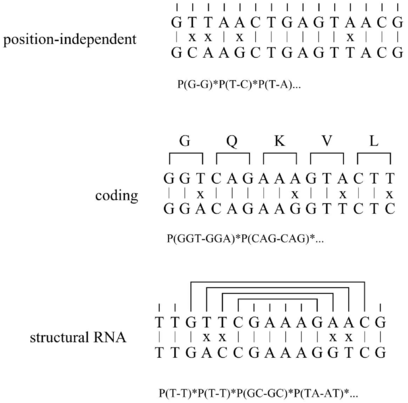 G T T A A C T G A G T A A C G
position-independent
| x x | x | | | | | | x | | |
G C A A G C T G A G T T A C G
P(G-G)*P(T-C)*P(T-A)...
G Q K V L
G G T C A G A A A G T A C T T
coding
| | x | | | | | x | | x | | x
G G A C A G A A G G T T C T C
P(GGT-GGA)*P(CAG-CAG)*...
T T G T T C G A A A G A A C G
structural RNA
| | | x x | | | | | | x x | |
T T G A C C G A A A G G T C G
P(T-T)*P(T-T)*P(GC-GC)*P(TA-AT)*...